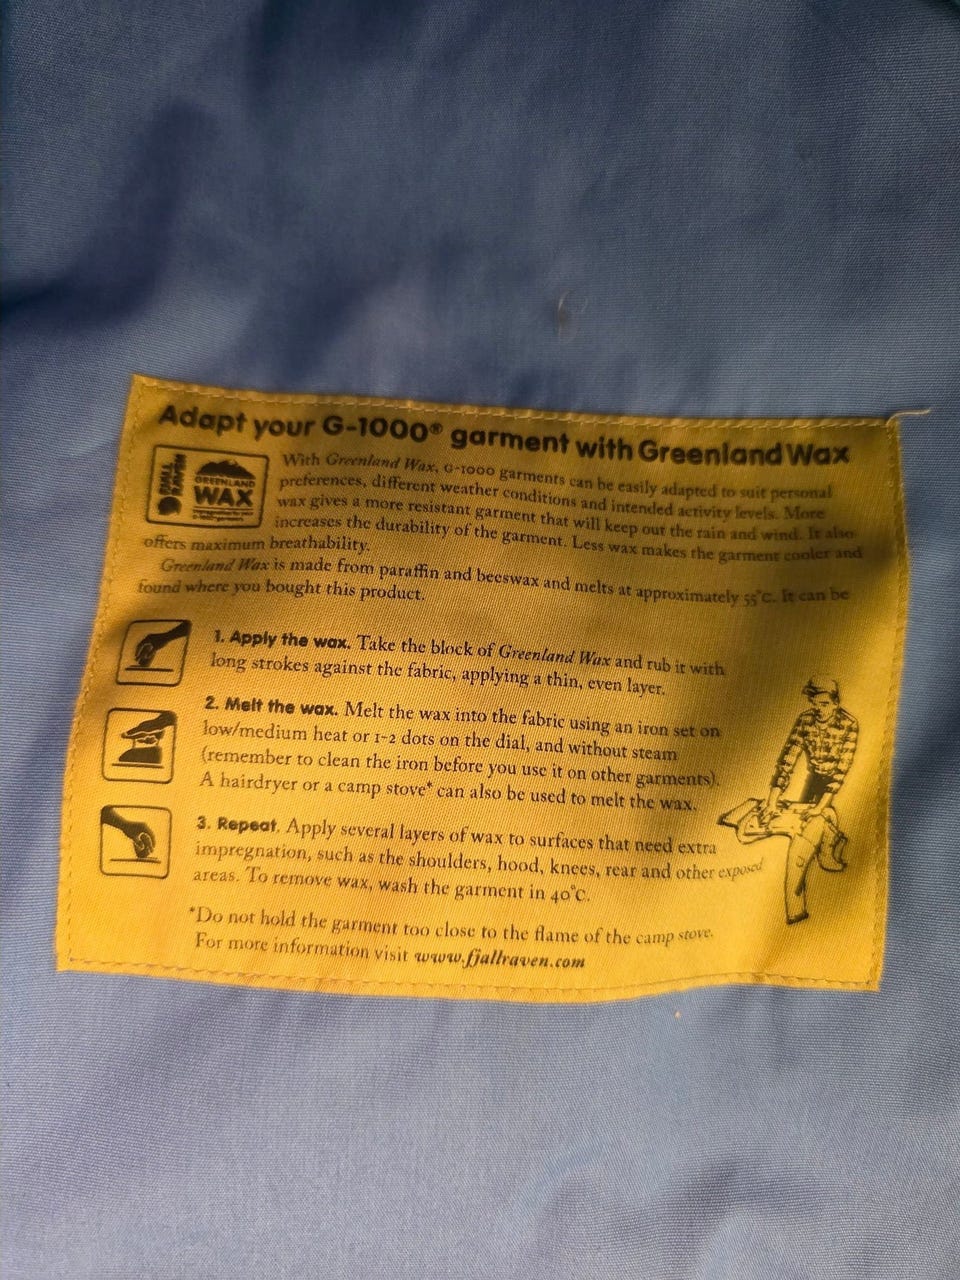 Adapt your G-1000® garment with Greenland Wax
FJÄLL
RÄVEN
GREENLAND
WAX
With Greenland Wax, G-1000 garments can be easily adapted to suit personal
preferences, different weather conditions and intended activity levels. More
wax gives a more resistant garment that will keep out the rain and wind. It also
increases the durability of the garment. Less wax makes the garment cooler and
offers maximum breathability.
Greenland Wax is made from paraffin and beeswax and melts at approximately 55°C. It can be
found where you bought this product.
1. Apply the wax. Take the block of Greenland Wax and rub it with
long strokes against the fabric, applying a thin, even layer.
2. Melt the wax. Melt the wax into the fabric using an iron set on
low/medium heat or 1-2 dots on the dial, and without steam
(remember to clean the iron before you use it on other garments).
A hairdryer or a camp stove* can also be used to melt the wax.
3. Repeat. Apply several layers of wax to surfaces that need extra
impregnation, such as the shoulders, hood, knees, rear and other exposed
areas. To remove wax, wash the garment in 40°C.
*Do not hold the garment too close to the flame of the camp stove.
For more information visit www.fjallraven.com